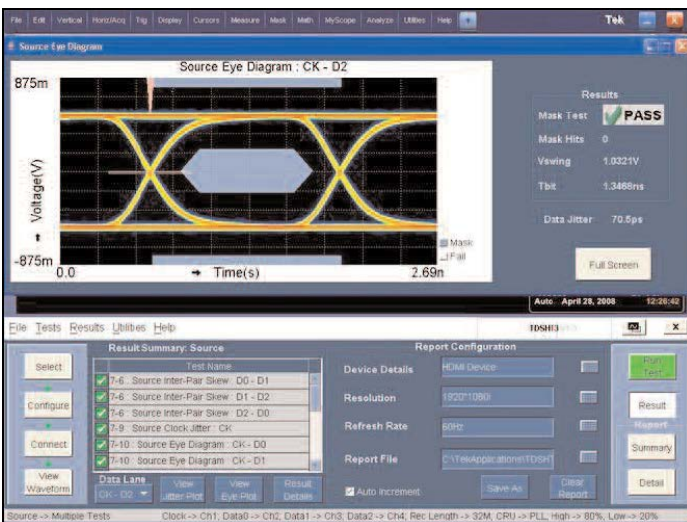 File Edit Vertical Horiz/Acq Trig Display Cursors Measure Mask Math MyScope Analyze Utilities Help
Tek
Source Eye Diagram
Source Eye Diagram : CK - D2
875m
Voltage(V)
-875m
0.0
Time(s)
2.69n
Mask
Fail
Results
Mask Test PASS
Mask Hits 0
Vswing 1.0321V
Tbit 1.3468ns
Data Jitter 70.5ps
Full Screen
Auto April 28, 2008 12:26:42
File Tests Results Utilities Help
X
Select
Configure
Connect
View Waveform
Result Summary: Source
Test Name
7-6 : Source Inter-Pair Skew : D0 - D1
7-6 : Source Inter-Pair Skew : D1 - D2
7-6 : Source Inter-Pair Skew : D2 - D0
7-9 : Source Clock Jitter : CK
7-10 : Source Eye Diagram : CK - D0
7-10 : Source Eye Diagram : CK - D1
Data Lane
CK - D2
View Jitter Plot
View Eye Plot
Result Details
Report Configuration
Device Details HDMI Device
Resolution 1920*1080i
Refresh Rate 60Hz
Report File C:\TekApplications\TDSHT
Auto Increment
Save As
Clear Report
Run Test
Result
Report
Summary
Detail
Source -> Multiple Tests Clock -> Ch1, Data0 -> Ch2, Data1 -> Ch3, Data2 -> Ch4, Rec Length -> 32M, CRU -> PLL, High -> 80%, Low -> 20%